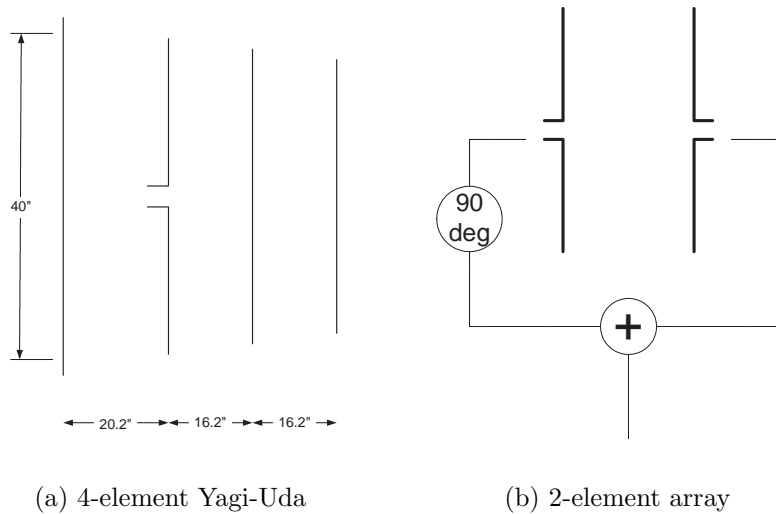 40"
20.2"
16.2"
16.2"
(a) 4-element Yagi-Uda
90
deg
+
(b) 2-element array